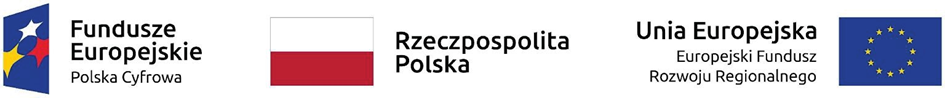 Fundusze
Europejskie
Polska Cyfrowa
Rzeczpospolita
Polska
Unia Europejska
Europejski Fundusz
Rozwoju Regionalnego